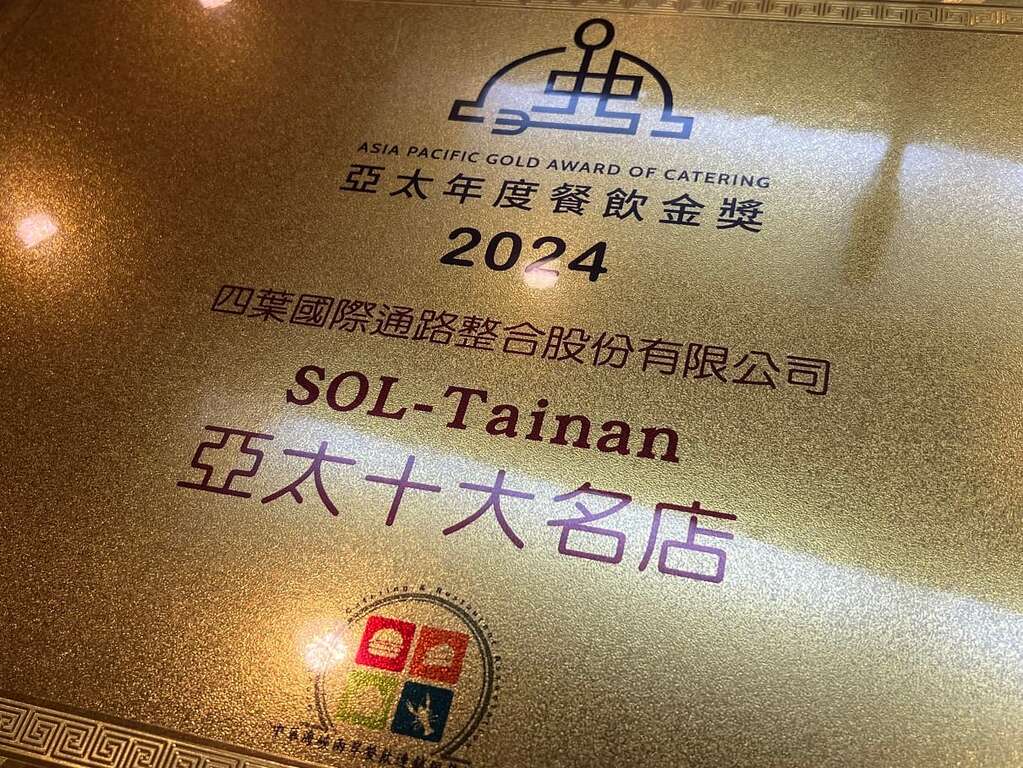 ASIA PACIFIC GOLD AWARD OF CATERING
亞太年度餐飲金獎
2024
四葉國際通路整合股份有限公司
SOL-Tainan
亞太十大名店
Catering &